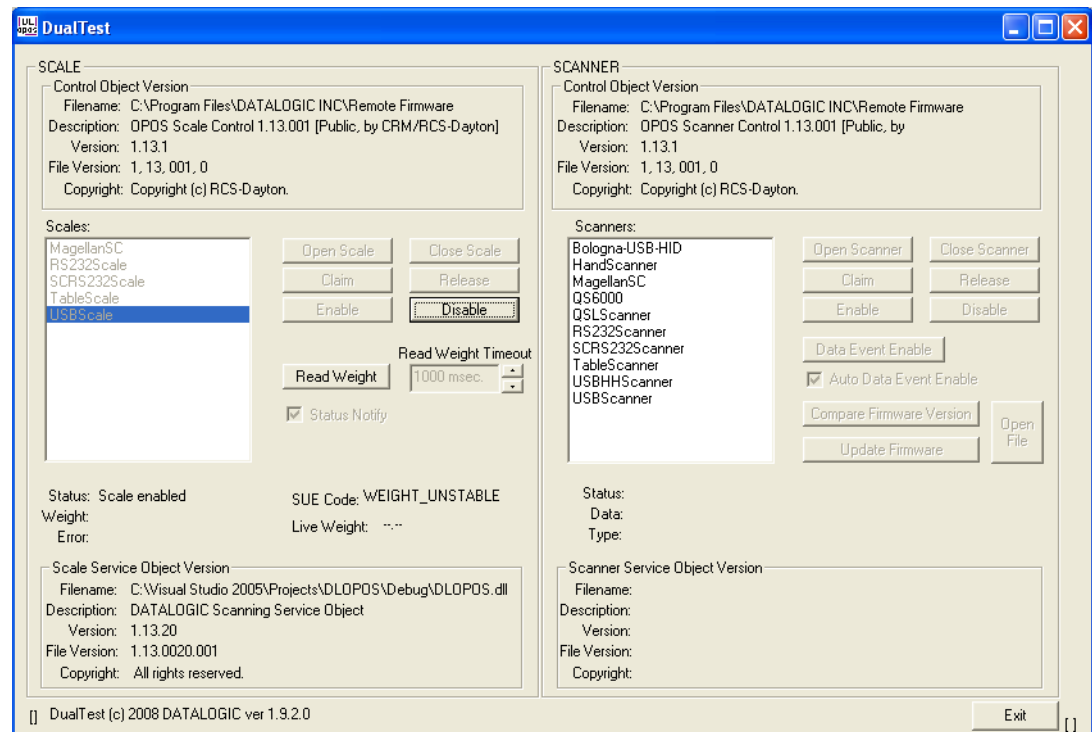 IUL opos DualTest
SCALE
Control Object Version
Filename: C:\Program Files\DATALOGIC INC\Remote Firmware
Description: OPOS Scale Control 1.13.001 [Public, by CRM/RCS-Dayton]
Version: 1.13.1
File Version: 1, 13, 001, 0
Copyright: Copyright (c) RCS-Dayton.
Scales:
MagellanSC
RS232Scale
SCRS232Scale
TableScale
USBScale
Open Scale
Close Scale
Claim
Release
Enable
Disable
Read Weight Timeout
Read Weight
1000 msec.
Status Notify
Status: Scale enabled
Weight:
Error:
SUE Code: WEIGHT_UNSTABLE
Live Weight: --.--
Scale Service Object Version
Filename: C:\Visual Studio 2005\Projects\DLOPOS\Debug\DLOPOS.dll
Description: DATALOGIC Scanning Service Object
Version: 1.13.20
File Version: 1.13.0020.001
Copyright: All rights reserved.
SCANNER
Control Object Version
Filename: C:\Program Files\DATALOGIC INC\Remote Firmware
Description: OPOS Scanner Control 1.13.001 [Public, by
Version: 1.13.1
File Version: 1, 13, 001, 0
Copyright: Copyright (c) RCS-Dayton.
Scanners:
Bologna-USB-HID
HandScanner
MagellanSC
QS6000
QSLScanner
RS232Scanner
SCRS232Scanner
TableScanner
USBHHScanner
USBScanner
Open Scanner
Close Scanner
Claim
Release
Enable
Disable
Data Event Enable
Auto Data Event Enable
Compare Firmware Version
Update Firmware
Open
File
Status:
Data:
Type:
Scanner Service Object Version
Filename:
Description:
Version:
File Version:
Copyright:
[] DualTest (c) 2008 DATALOGIC ver 1.9.2.0
Exit
[ ]